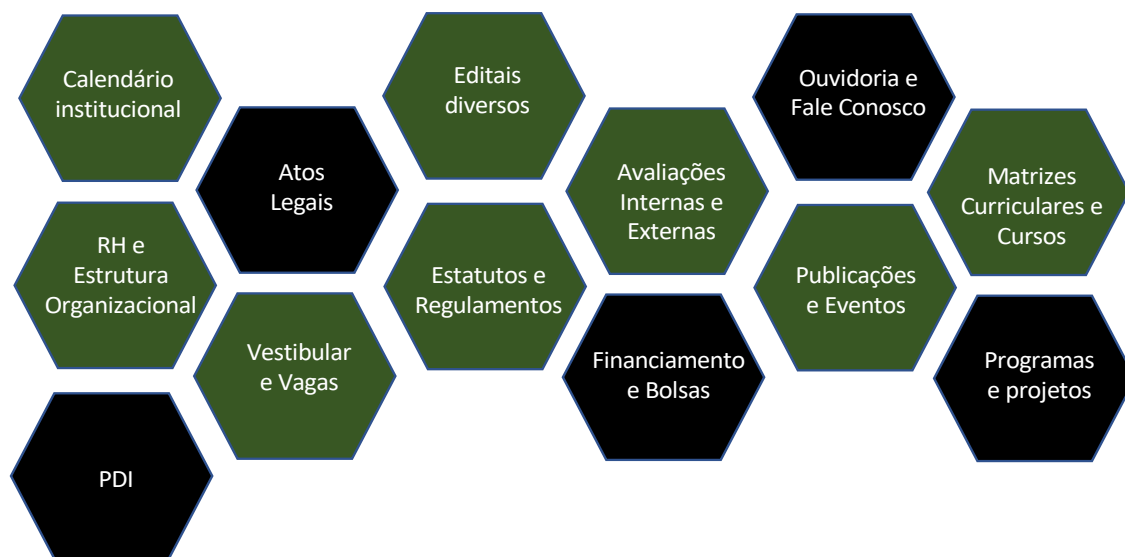 Calendário
institucional
Editais
diversos
Ouvidoria e
Fale Conosco
Atos
Legais
Avaliações
Internas e
Externas
Matrizes
Curriculares e
Cursos
RH e
Estrutura
Organizacional
Estatutos e
Regulamentos
Publicações
e Eventos
Vestibular
e Vagas
Financiamento
e Bolsas
Programas
e projetos
PDI